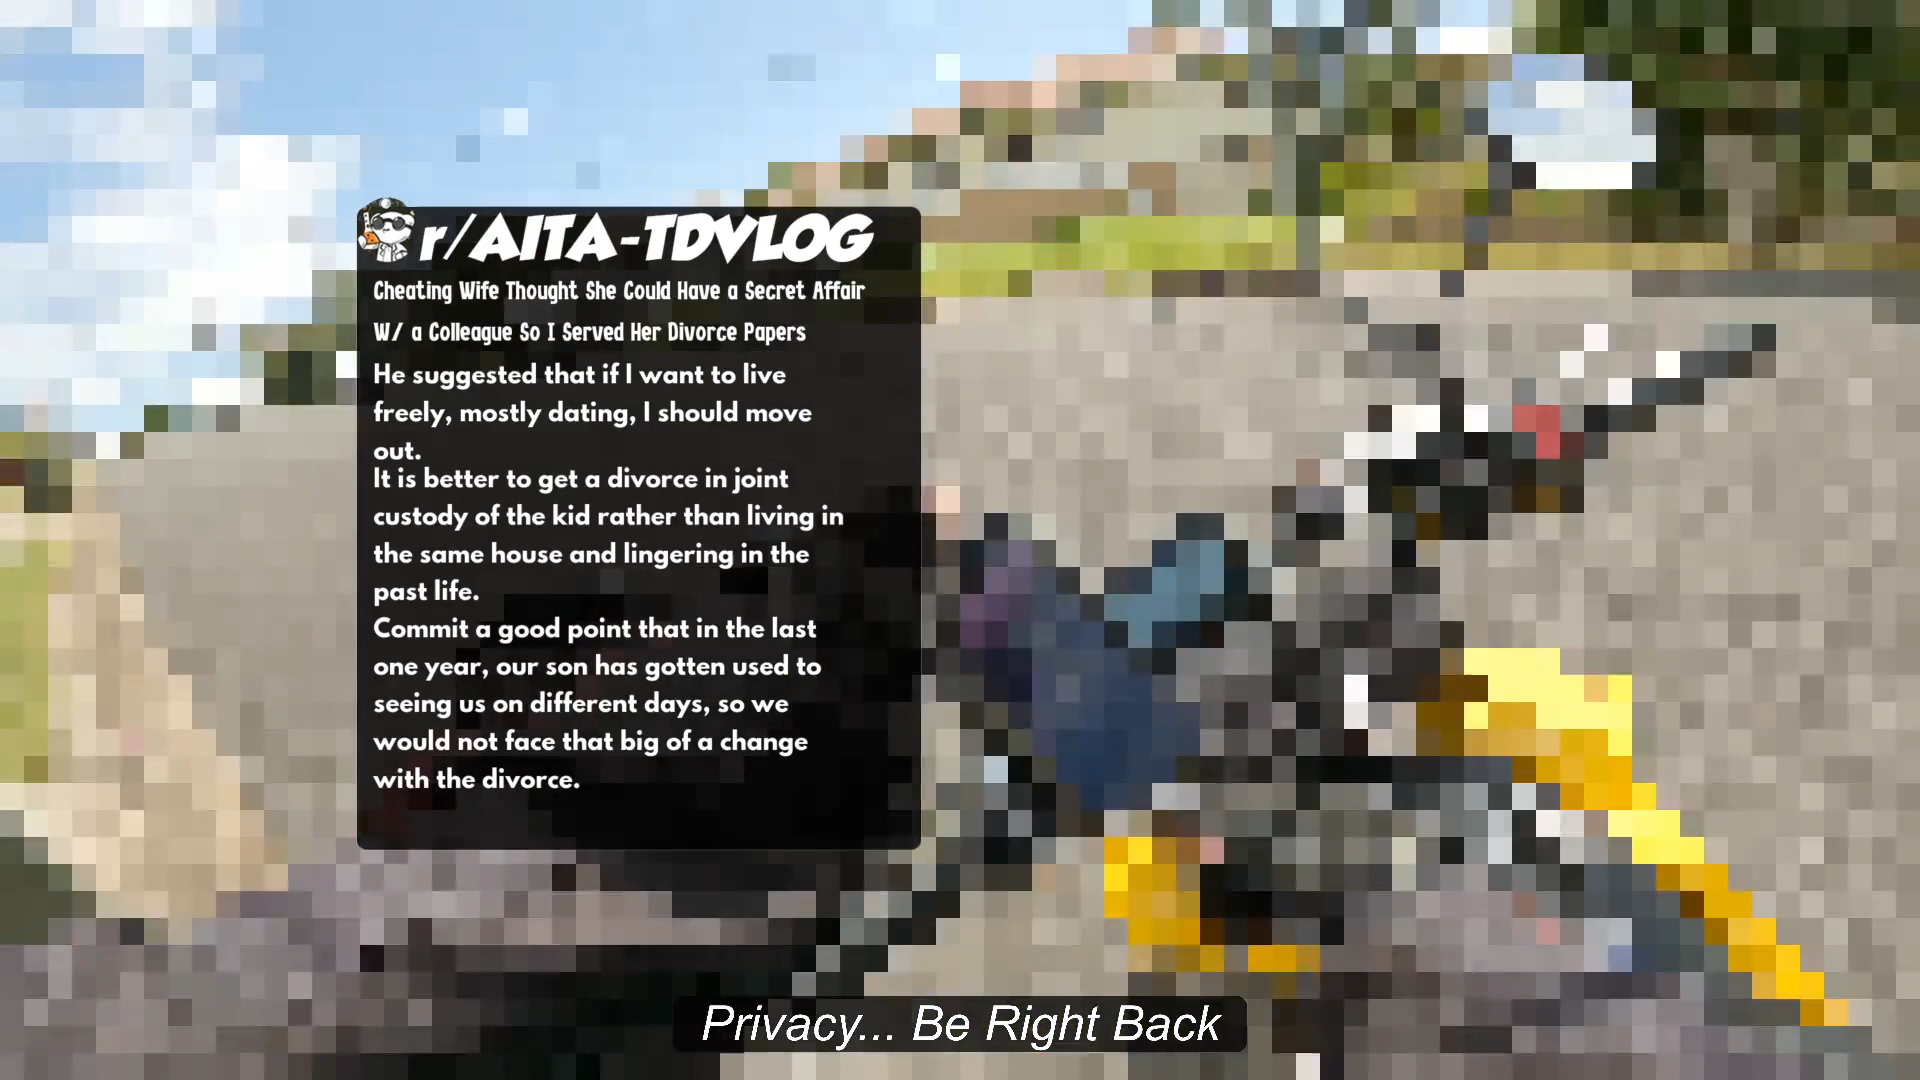 r/AITA-TDVLOG
Cheating Wife Thought She Could Have a Secret Affair
W/ a Colleague So I Served Her Divorce Papers
He suggested that if I want to live
freely, mostly dating, I should move
out.
It is better to get a divorce in joint
custody of the kid rather than living in
the same house and lingering in the
past life.
Commit a good point that in the last
one year, our son has gotten used to
seeing us on different days, so we
would not face that big of a change
with the divorce.
Privacy... Be Right Back